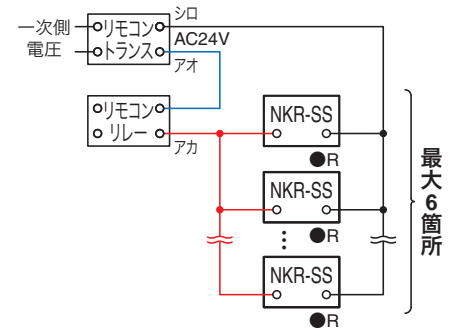 シロ
一次側
リモコン
AC24V
電圧
トランス
アオ
リモコン
リレー
アカ
NKR-SS
●R
NKR-SS
●R
NKR-SS
●R
最大6箇所